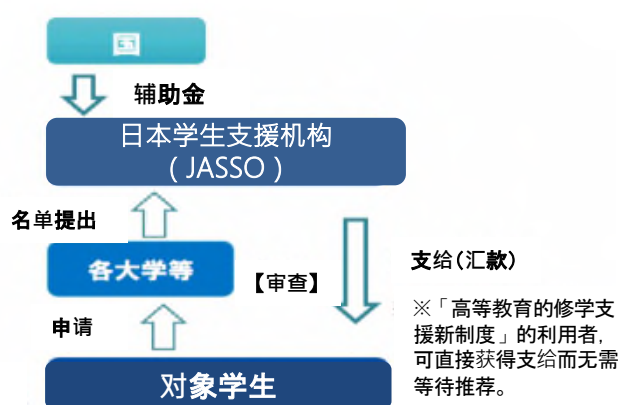 国
辅助金
日本学生支援机构
（JASSO）
名单提出
各大学等
【审查】
支给（汇款）
申请
※「高等教育的修学支
援新制度」的利用者，
可直接获得支给而无需
等待推荐。
对象学生